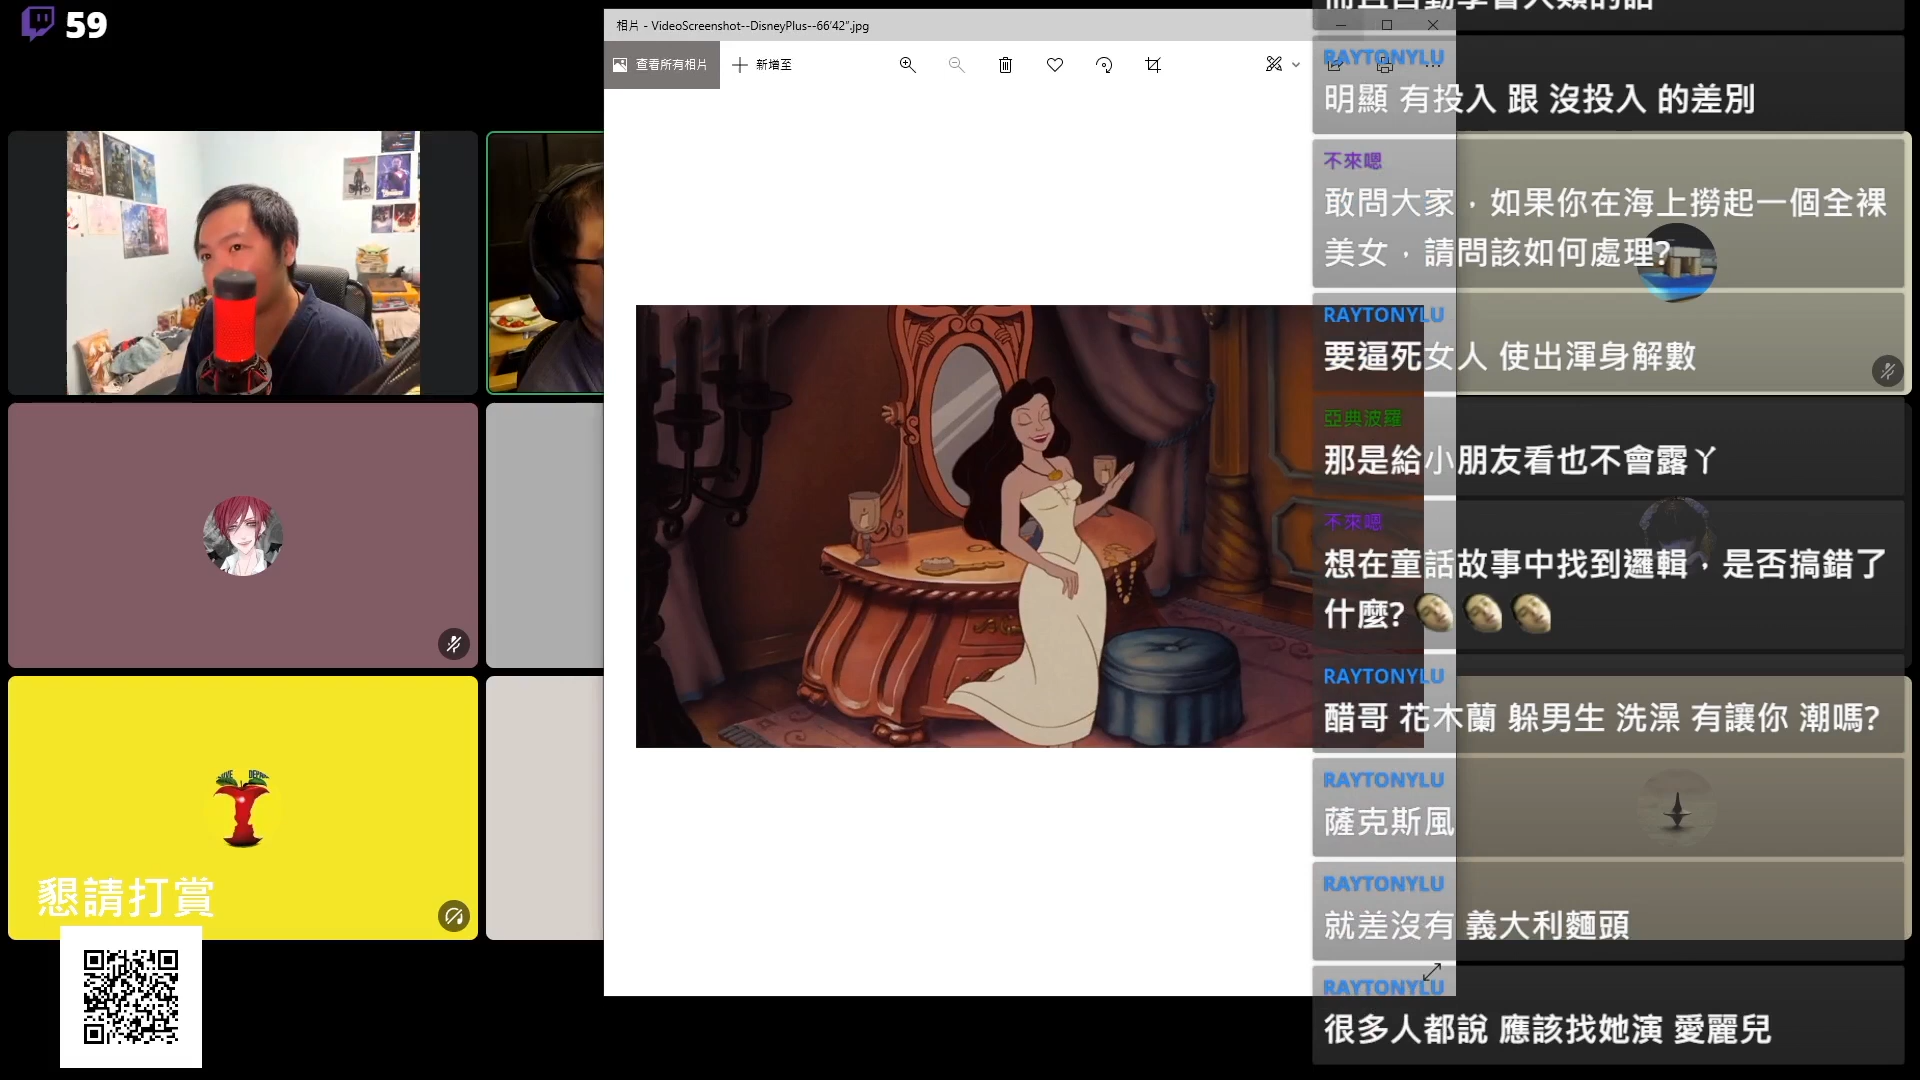 59
相片 - VideoScreenshot--DisneyPlus--66'42".jpg
查看所有相片
新增至
懇請打賞
RAYTONYLU
明顯 有投入 跟 沒投入 的差別
不來嗯
敢問大家，如果你在海上撈起一個全裸
美女，請問該如何處理?
RAYTONYLU
要逼死女人 使出渾身解數
亞典波羅
那是給小朋友看也不會露ㄚ
不來嗯
想在童話故事中找到邏輯，是否搞錯了
什麼?
RAYTONYLU
醋哥 花木蘭 躲男生 洗澡 有讓你 潮嗎?
RAYTONYLU
薩克斯風
RAYTONYLU
就差沒有 義大利麵頭
RAYTONYLU
很多人都說 應該找她演 愛麗兒